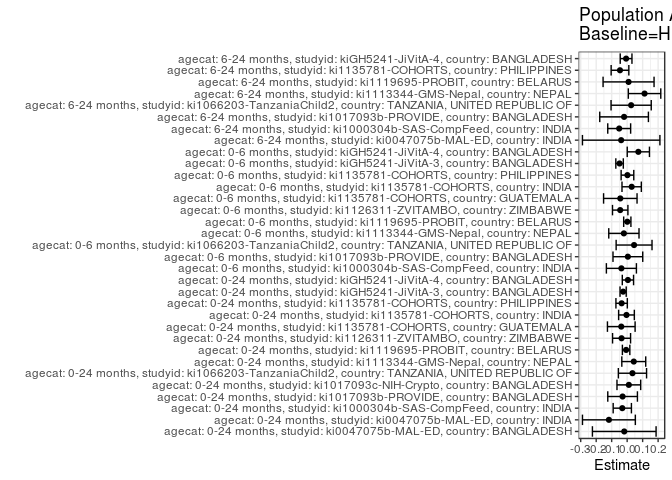 Population A
Baseline=H
agecat: 6-24 months, studyid: kiGH5241-JiVitA-4, country: BANGLADESH
agecat: 6-24 months, studyid: ki1135781-COHORTS, country: PHILIPPINES
agecat: 6-24 months, studyid: ki1119695-PROBIT, country: BELARUS
agecat: 6-24 months, studyid: ki1113344-GMS-Nepal, country: NEPAL
agecat: 6-24 months, studyid: ki1066203-TanzaniaChild2, country: TANZANIA, UNITED REPUBLIC OF
agecat: 6-24 months, studyid: ki1017093b-PROVIDE, country: BANGLADESH
agecat: 6-24 months, studyid: ki1000304b-SAS-CompFeed, country: INDIA
agecat: 6-24 months, studyid: ki0047075b-MAL-ED, country: INDIA
agecat: 0-6 months, studyid: kiGH5241-JiVitA-4, country: BANGLADESH
agecat: 0-6 months, studyid: kiGH5241-JiVitA-3, country: BANGLADESH
agecat: 0-6 months, studyid: ki1135781-COHORTS, country: PHILIPPINES
agecat: 0-6 months, studyid: ki1135781-COHORTS, country: INDIA
agecat: 0-6 months, studyid: ki1135781-COHORTS, country: GUATEMALA
agecat: 0-6 months, studyid: ki1126311-ZVITAMBO, country: ZIMBABWE
agecat: 0-6 months, studyid: ki1119695-PROBIT, country: BELARUS
agecat: 0-6 months, studyid: ki1113344-GMS-Nepal, country: NEPAL
agecat: 0-6 months, studyid: ki1066203-TanzaniaChild2, country: TANZANIA, UNITED REPUBLIC OF
agecat: 0-6 months, studyid: ki1017093b-PROVIDE, country: BANGLADESH
agecat: 0-6 months, studyid: ki1000304b-SAS-CompFeed, country: INDIA
agecat: 0-24 months, studyid: kiGH5241-JiVitA-4, country: BANGLADESH
agecat: 0-24 months, studyid: kiGH5241-JiVitA-3, country: BANGLADESH
agecat: 0-24 months, studyid: ki1135781-COHORTS, country: PHILIPPINES
agecat: 0-24 months, studyid: ki1135781-COHORTS, country: INDIA
agecat: 0-24 months, studyid: ki1135781-COHORTS, country: GUATEMALA
agecat: 0-24 months, studyid: ki1126311-ZVITAMBO, country: ZIMBABWE
agecat: 0-24 months, studyid: ki1119695-PROBIT, country: BELARUS
agecat: 0-24 months, studyid: ki1113344-GMS-Nepal, country: NEPAL
agecat: 0-24 months, studyid: ki1066203-TanzaniaChild2, country: TANZANIA, UNITED REPUBLIC OF
agecat: 0-24 months, studyid: ki1017093c-NIH-Crypto, country: BANGLADESH
agecat: 0-24 months, studyid: ki1017093b-PROVIDE, country: BANGLADESH
agecat: 0-24 months, studyid: ki1000304b-SAS-CompFeed, country: INDIA
agecat: 0-24 months, studyid: ki0047075b-MAL-ED, country: INDIA
agecat: 0-24 months, studyid: ki0047075b-MAL-ED, country: BANGLADESH
-0.3 -0.2 -0.1 0.0 0.1 0.2
Estimate